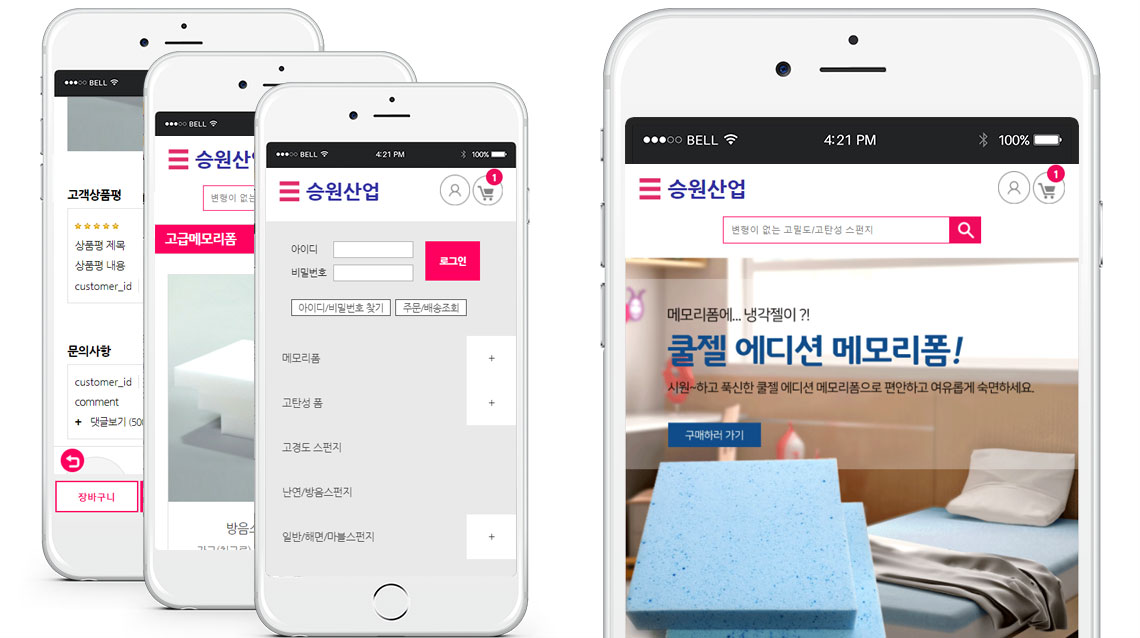 BELL
고객상품평
상품평 제목
상품평 내용
customer_id
문의사항
customer_id
comment
+ 댓글보기 (500
장바구니
BELL
승원산
변형이 없는
고급메모리폼
방음
BELL 4:21 PM 100%
승원산업
1
아이디
비밀번호
로그인
아이디/비밀번호 찾기 주문/배송조회
메모리폼 +
고탄성 폼 +
고경도 스펀지
난연/방음스펀지
일반/해면/마블스펀지 +
BELL 4:21 PM 100%
승원산업
1
변형이 없는 고밀도/고탄성 스펀지
메모리폼에... 냉각젤이 ?!
쿨젤 에디션 메모리폼!
시원~하고 푹신한 쿨젤 에디션 메모리폼으로 편안하고 여유롭게 숙면하세요.
구매하러 가기